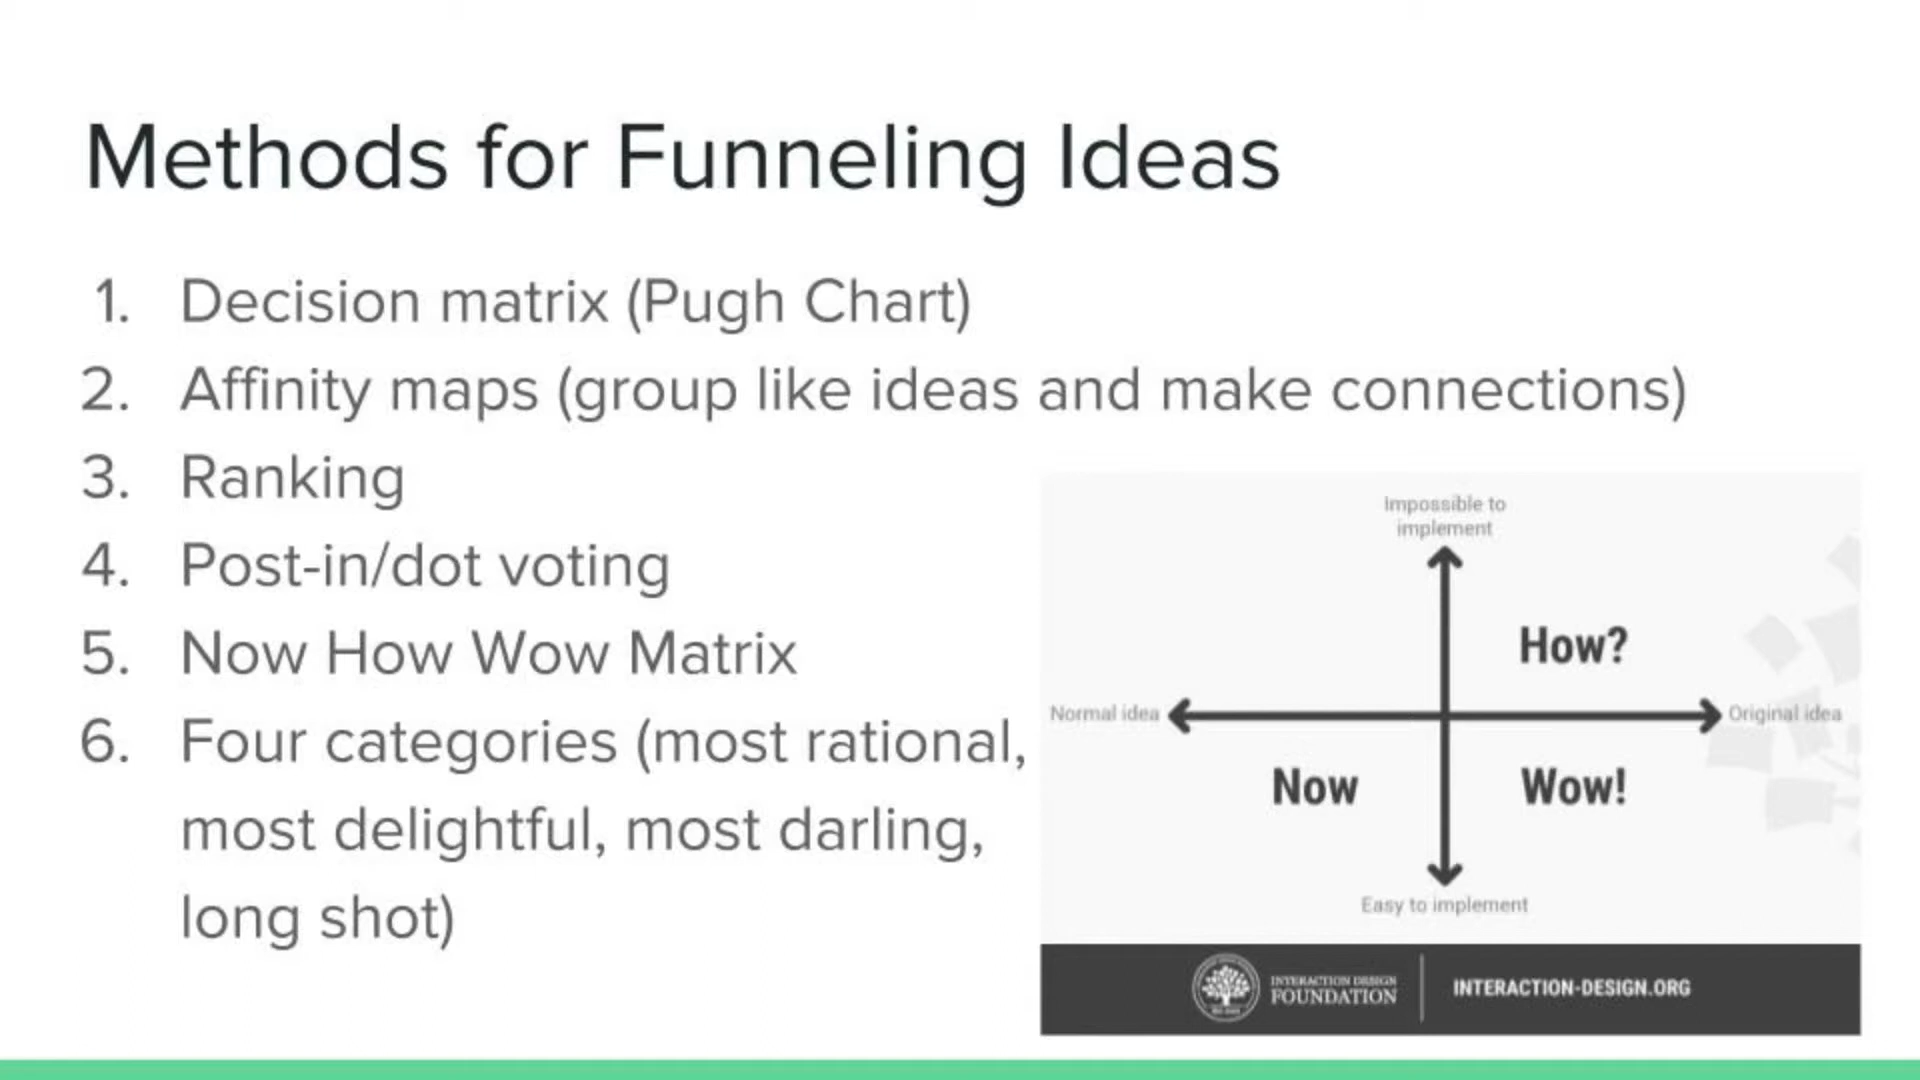 Methods for Funneling Ideas
1. Decision matrix (Pugh Chart)
2. Affinity maps (group like ideas and make connections)
3. Ranking
4. Post-in/dot voting
5. Now How Wow Matrix
6. Four categories (most rational,
most delightful, most darling,
long shot)
Impossible to
implement
How?
Normal idea
Original idea
Now
Wow!
Easy to implement
INTERACTION DESIGN
FOUNDATION
INTERACTION-DESIGN.ORG